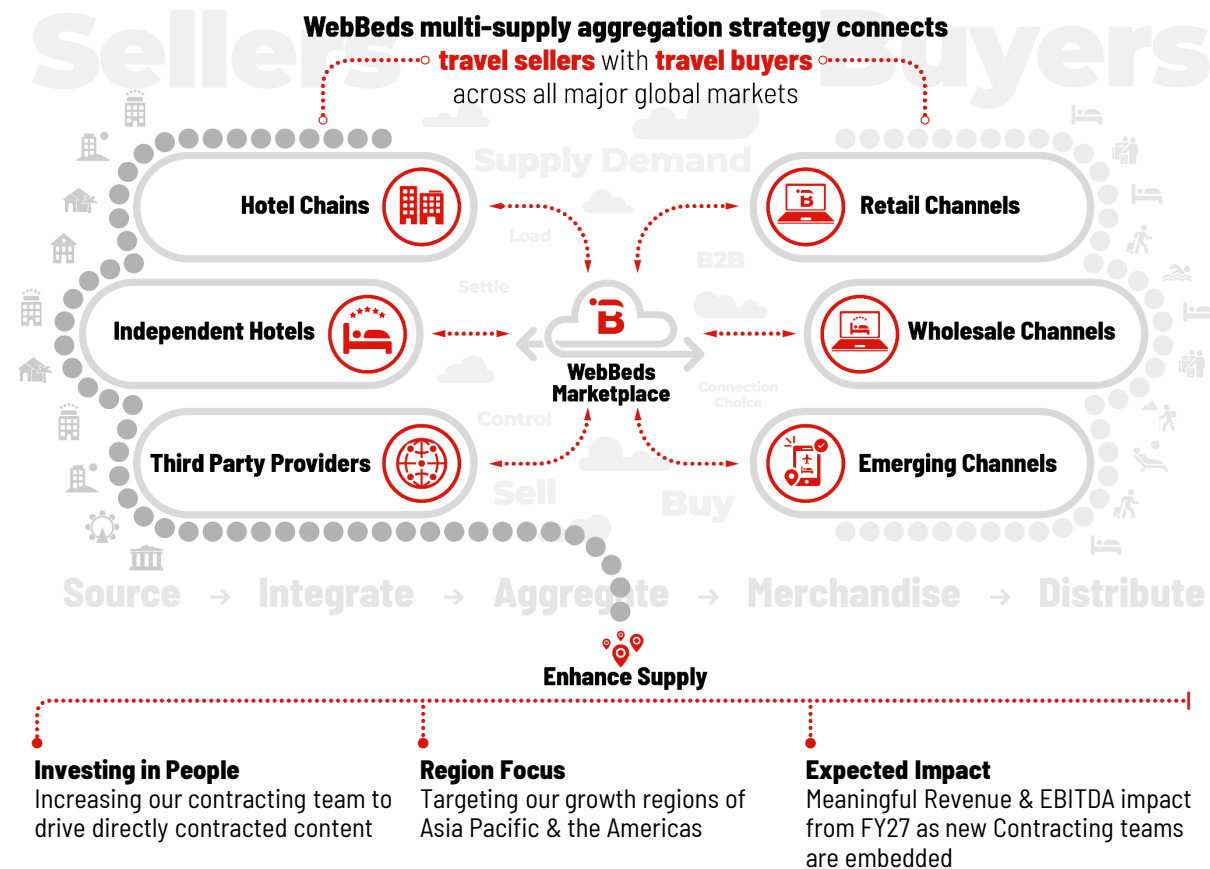 Sellers
Buyers
WebBeds multi-supply aggregation strategy connects
travel sellers with travel buyers
across all major global markets
Supply Demand
Hotel Chains
B
Retail Channels
Load
B2B
Settle
Independent Hotels
B
Wholesale Channels
WebBeds
Marketplace
Connection
Choice
Control
Third Party Providers
Emerging Channels
Sell
Buy
Source → Integrate → Aggregate → Merchandise → Distribute
Enhance Supply
Investing in People
Increasing our contracting team to
drive directly contracted content
Region Focus
Targeting our growth regions of
Asia Pacific & the Americas
Expected Impact
Meaningful Revenue & EBITDA impact
from FY27 as new Contracting teams
are embedded